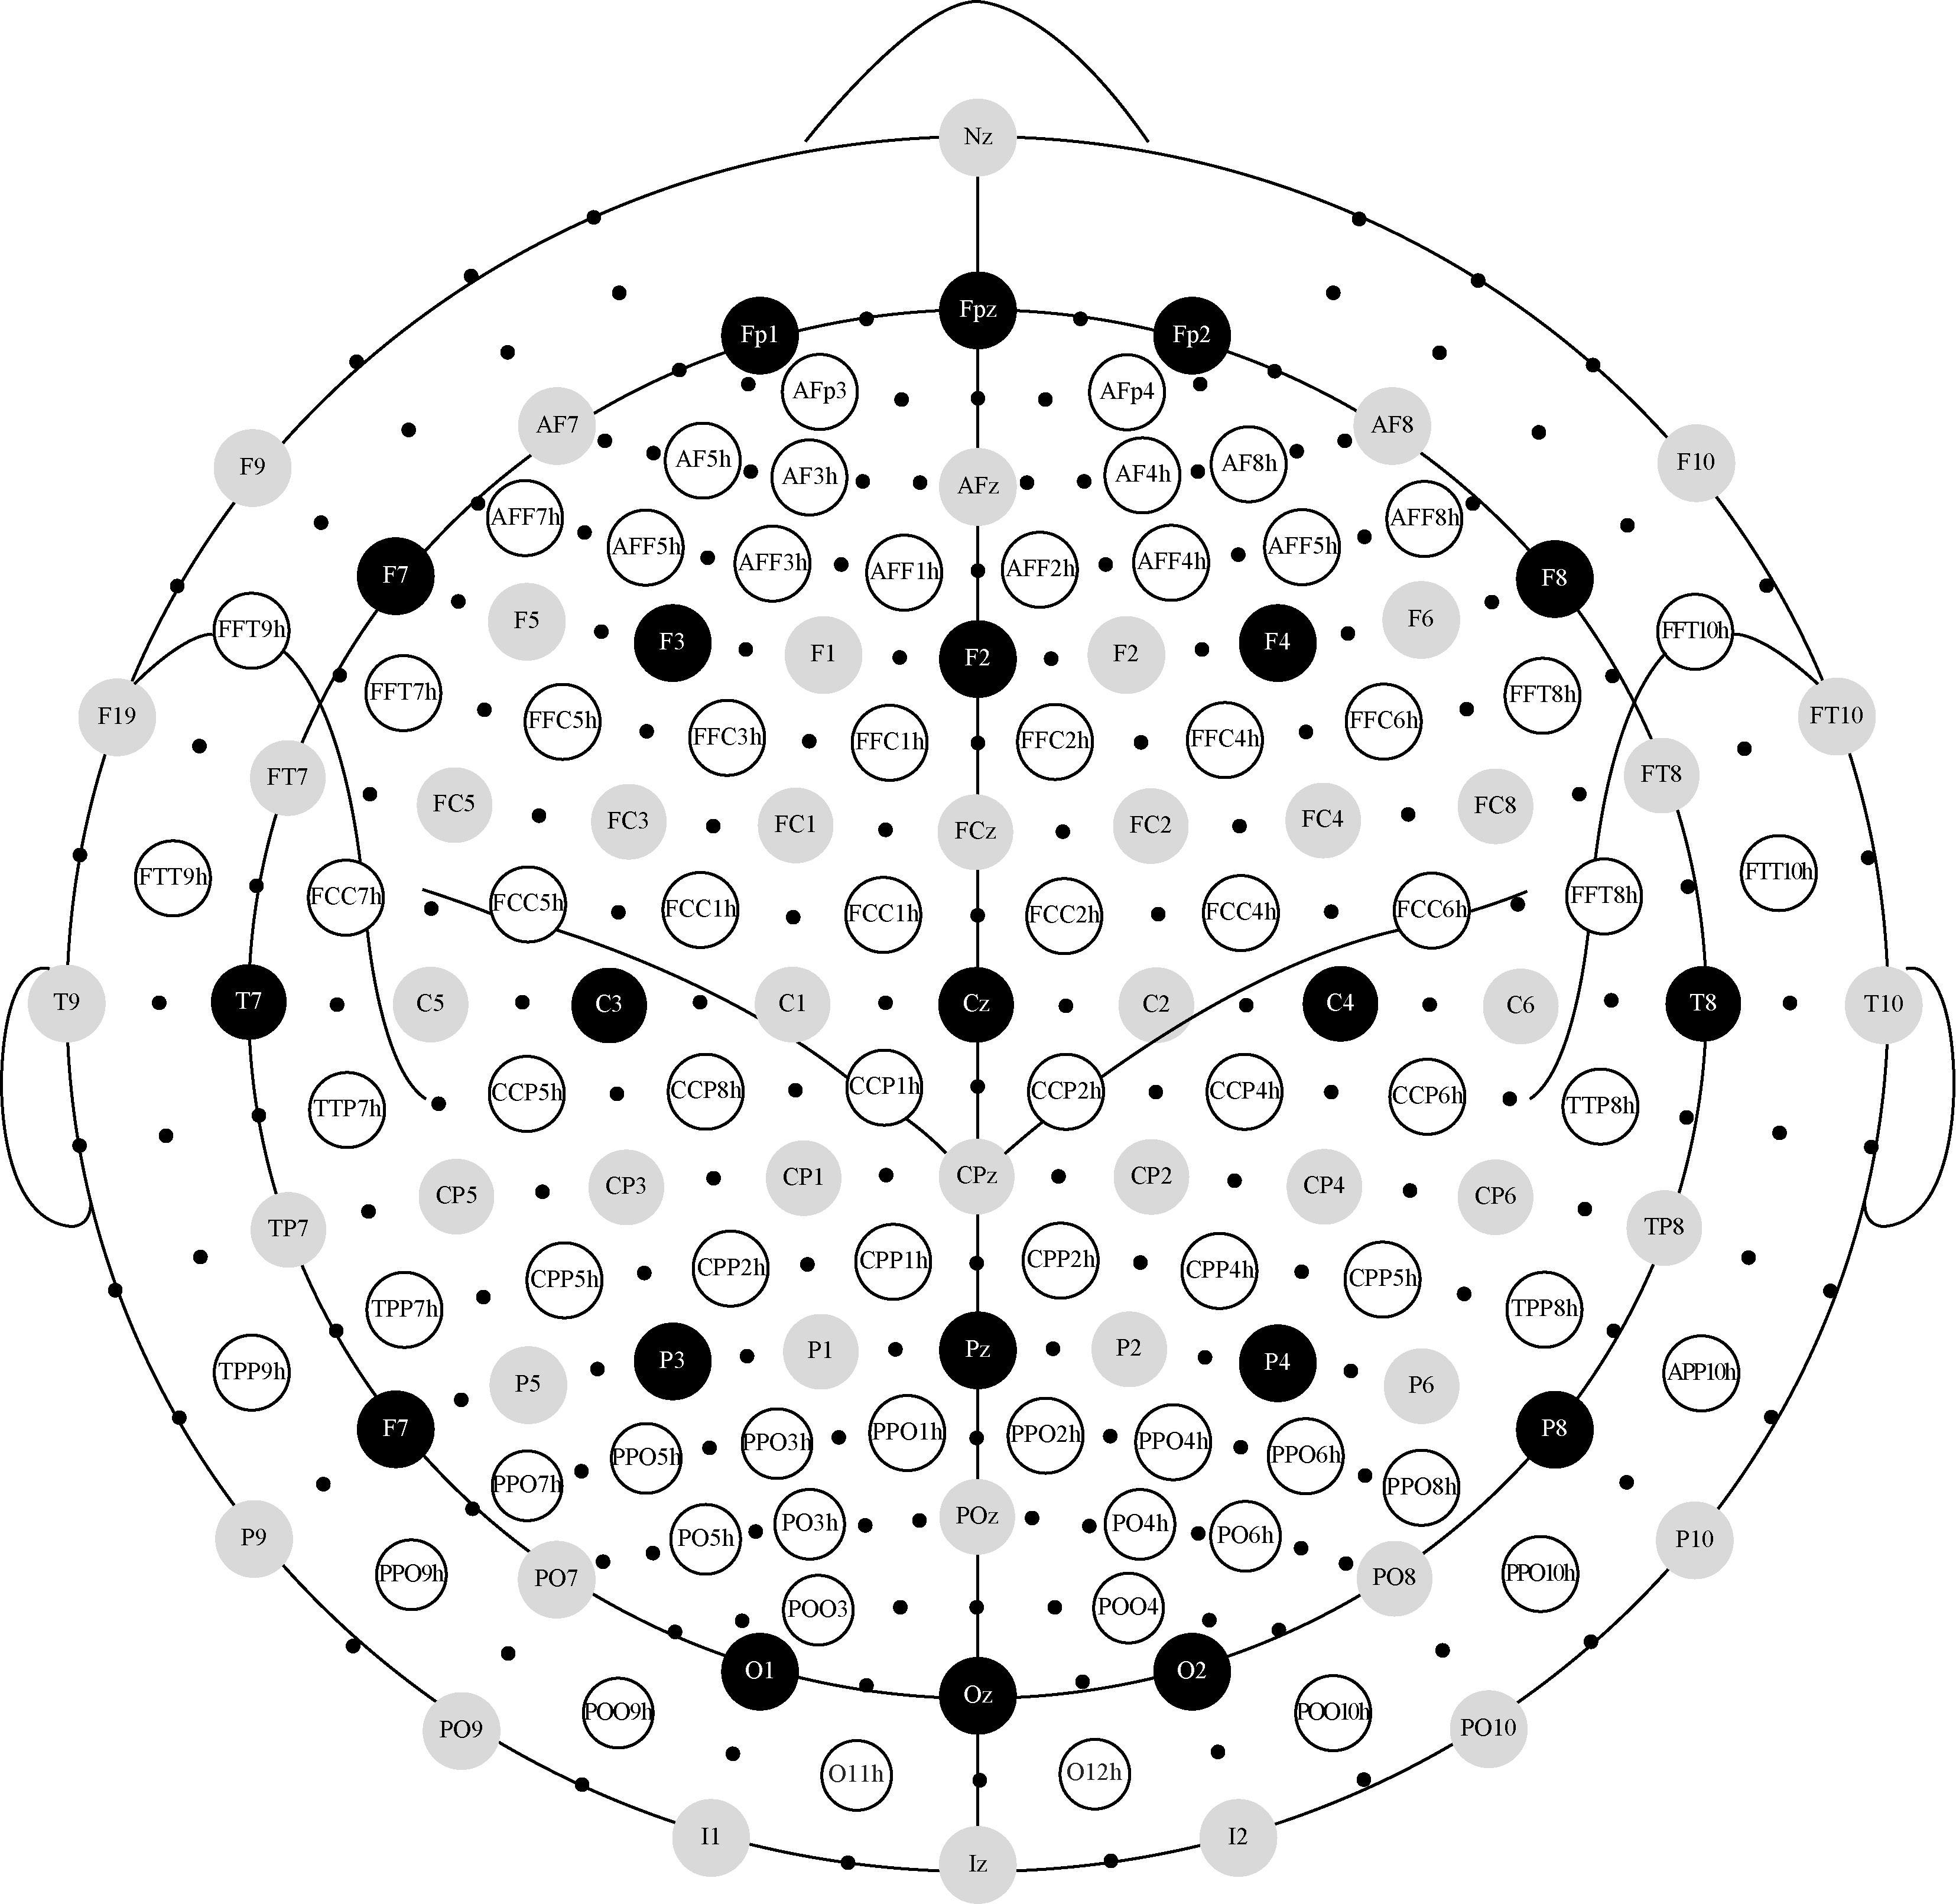 Nz
Fpz
Fp1
Fp2
AFp3
AFp4
AF7
AF8
AF5h
AF3h
AFz
AF4h
AF8h
F9
F10
AFF7h
AFF5h
AFF3h
AFF1h
AFF2h
AFF4h
AFF5h
AFF8h
F7
F5
F3
F1
F2
F2
F4
F6
F8
FFT9h
FFT10h
FFT7h
FFC5h
FFC3h
FFC1h
FFC2h
FFC4h
FFC6h
FFT8h
F19
FT10
FT7
FC5
FC3
FC1
FCz
FC2
FC4
FC8
FT8
FTT9h
FCC7h
FCC5h
FCC1h
FCC1h
FCC2h
FCC4h
FCC6h
FFT8h
FTT10h
T9
T7
C5
C3
C1
Cz
C2
C4
C6
T8
T10
TTP7h
CCP5h
CCP8h
CCP1h
CCP2h
CCP4h
CCP6h
TTP8h
TP7
CP5
CP3
CP1
CPz
CP2
CP4
CP6
TP8
TPP7h
CPP5h
CPP2h
CPP1h
CPP2h
CPP4h
CPP5h
TPP8h
TPP9h
P5
P3
P1
Pz
P2
P4
P6
APP10h
F7
P8
PPO7h
PPO5h
PPO3h
PPO1h
PPO2h
PPO4h
PPO6h
PPO8h
P9
PO5h
PO3h
POz
PO4h
PO6h
P10
PPO9h
PO7
POO3
POO4
PO8
PPO10h
O1
Oz
O2
PO9
POO9h
POO10h
PO10
O11h
O12h
I1
Iz
I2